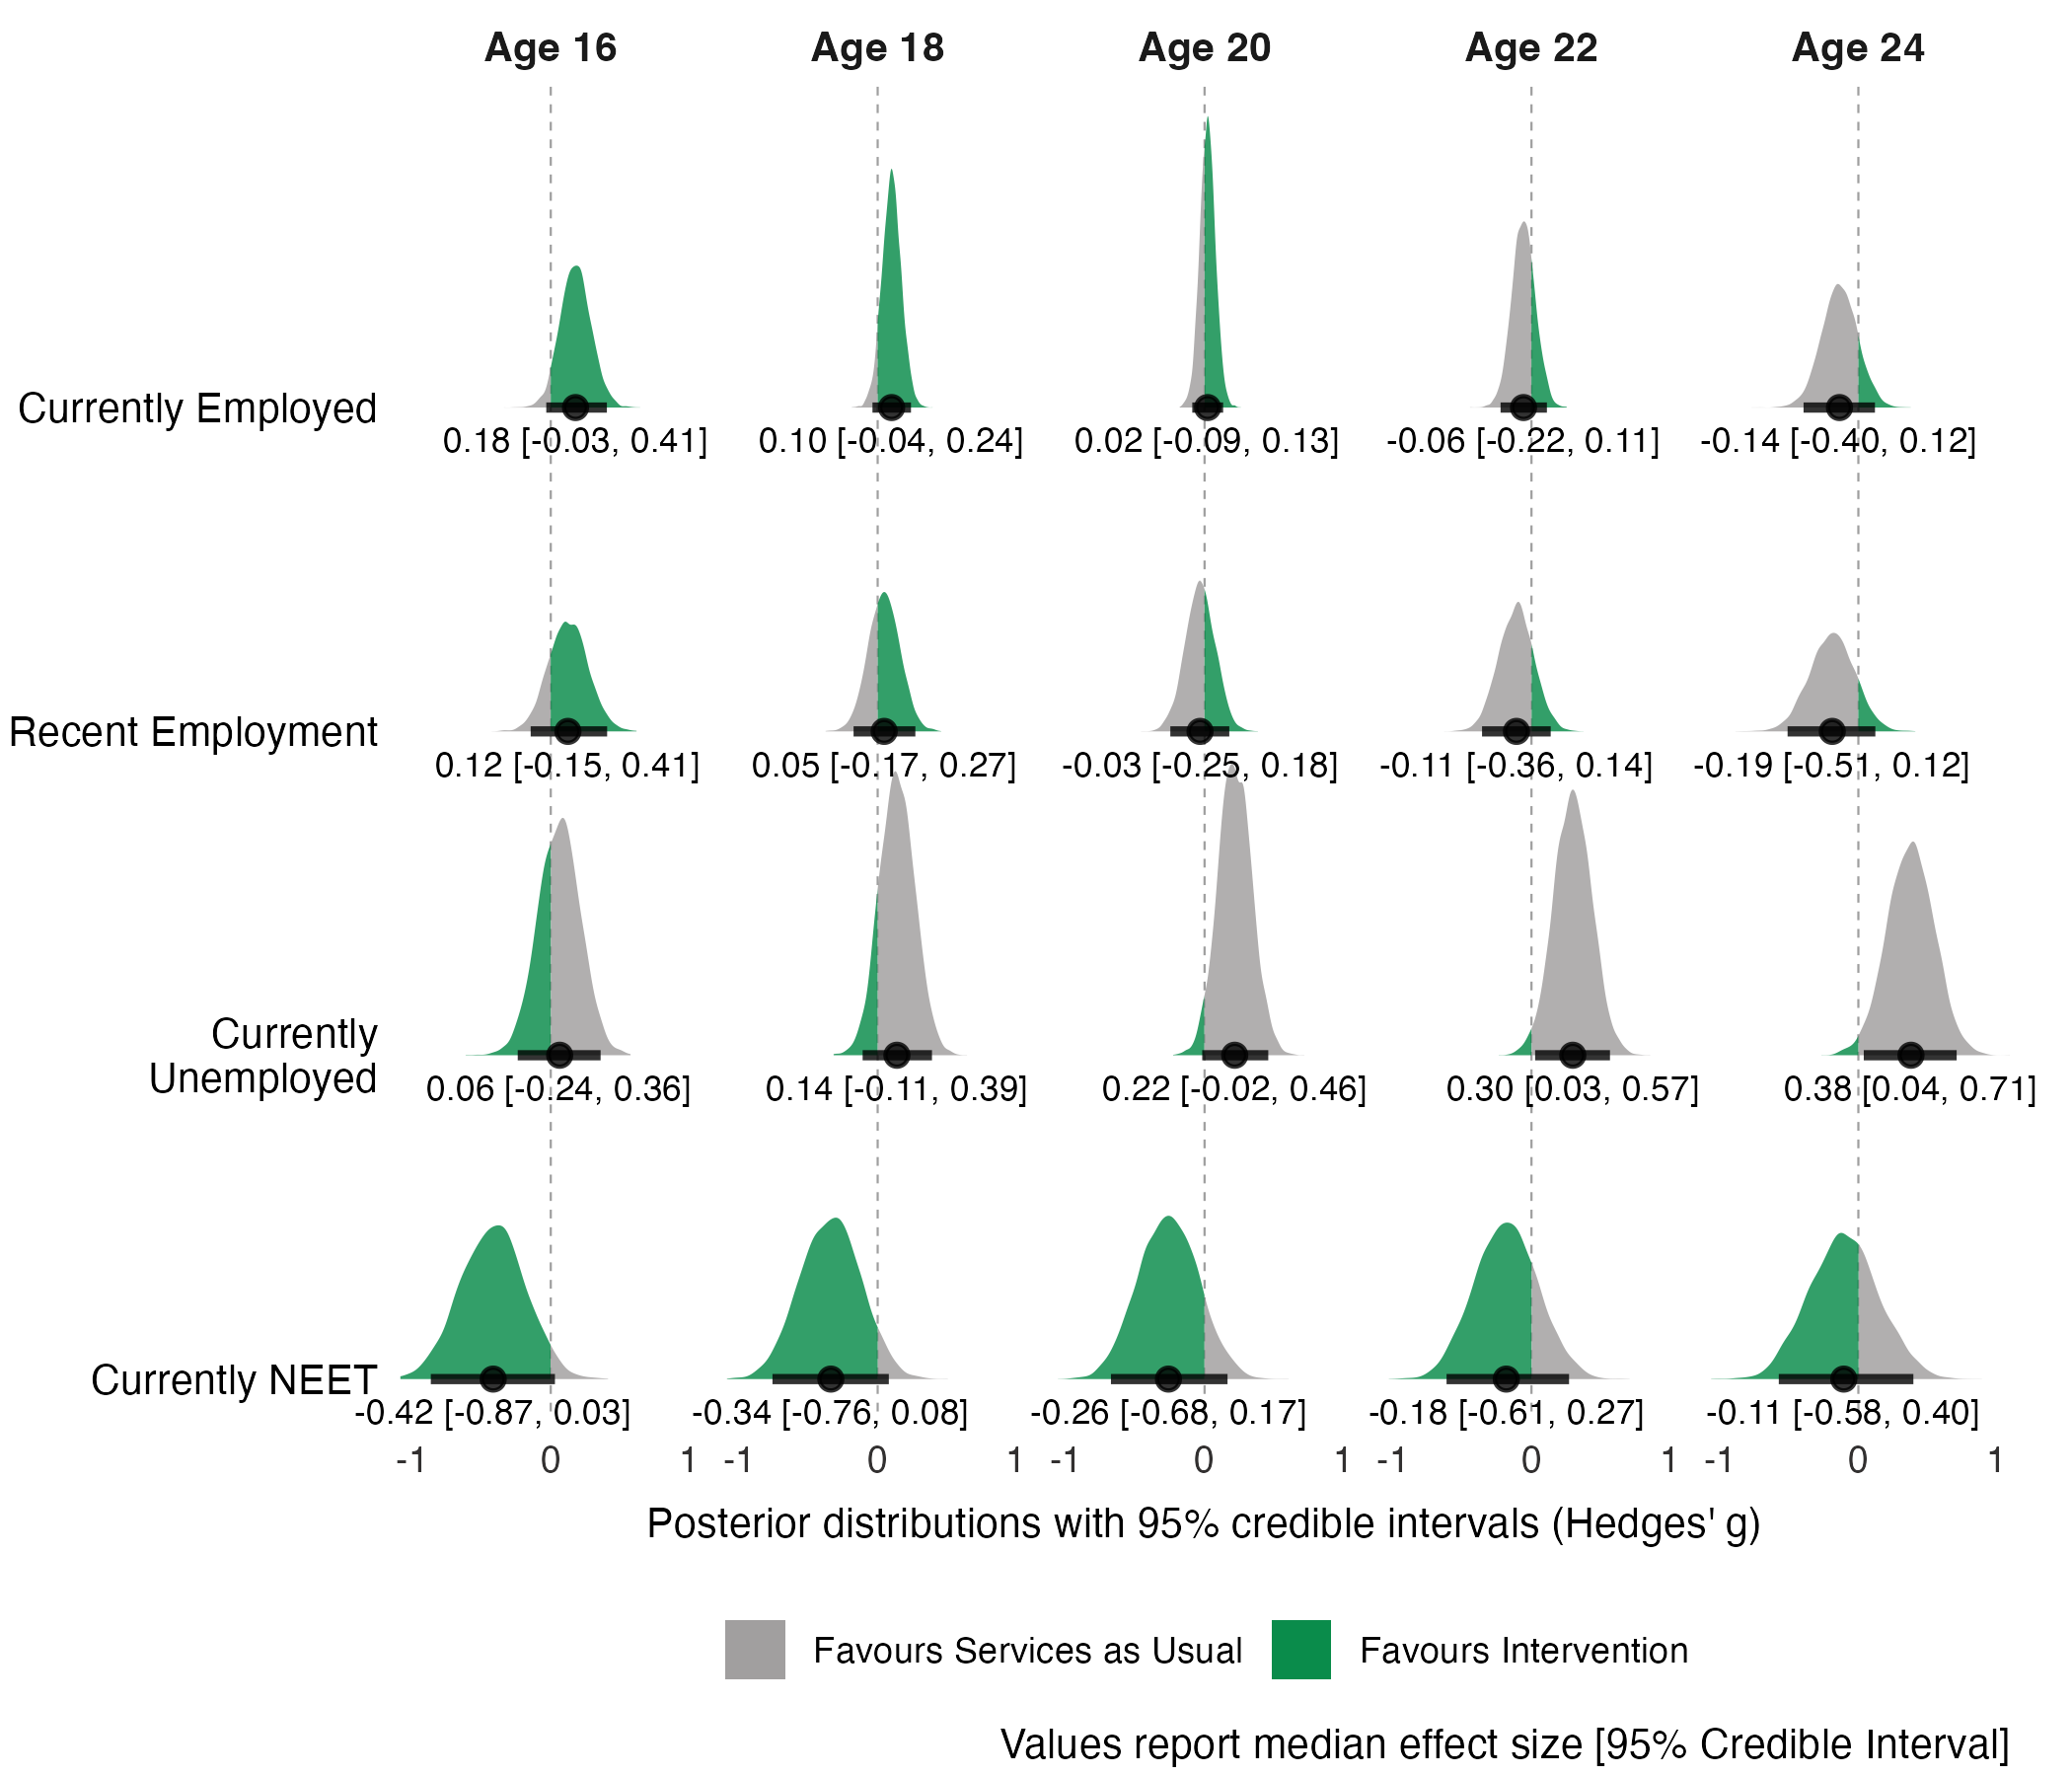 Age 16 Age 18 Age 20 Age 22 Age 24
Currently Employed
0.18 [-0.03, 0.41] 0.10 [-0.04, 0.24] 0.02 [-0.09, 0.13] -0.06 [-0.22, 0.11] -0.14 [-0.40, 0.12]
Recent Employment
0.12 [-0.15, 0.41] 0.05 [-0.17, 0.27] -0.03 [-0.25, 0.18] -0.11 [-0.36, 0.14] -0.19 [-0.51, 0.12]
Currently
Unemployed
0.06 [-0.24, 0.36] 0.14 [-0.11, 0.39] 0.22 [-0.02, 0.46] 0.30 [0.03, 0.57] 0.38 [0.04, 0.71]
Currently NEET
-0.42 [-0.87, 0.03] -0.34 [-0.76, 0.08] -0.26 [-0.68, 0.17] -0.18 [-0.61, 0.27] -0.11 [-0.58, 0.40]
-1 0 1 -1 0 1 -1 0 1 -1 0 1 -1 0 1
Posterior distributions with 95% credible intervals (Hedges' g)
Favours Services as Usual Favours Intervention
Values report median effect size [95% Credible Interval]